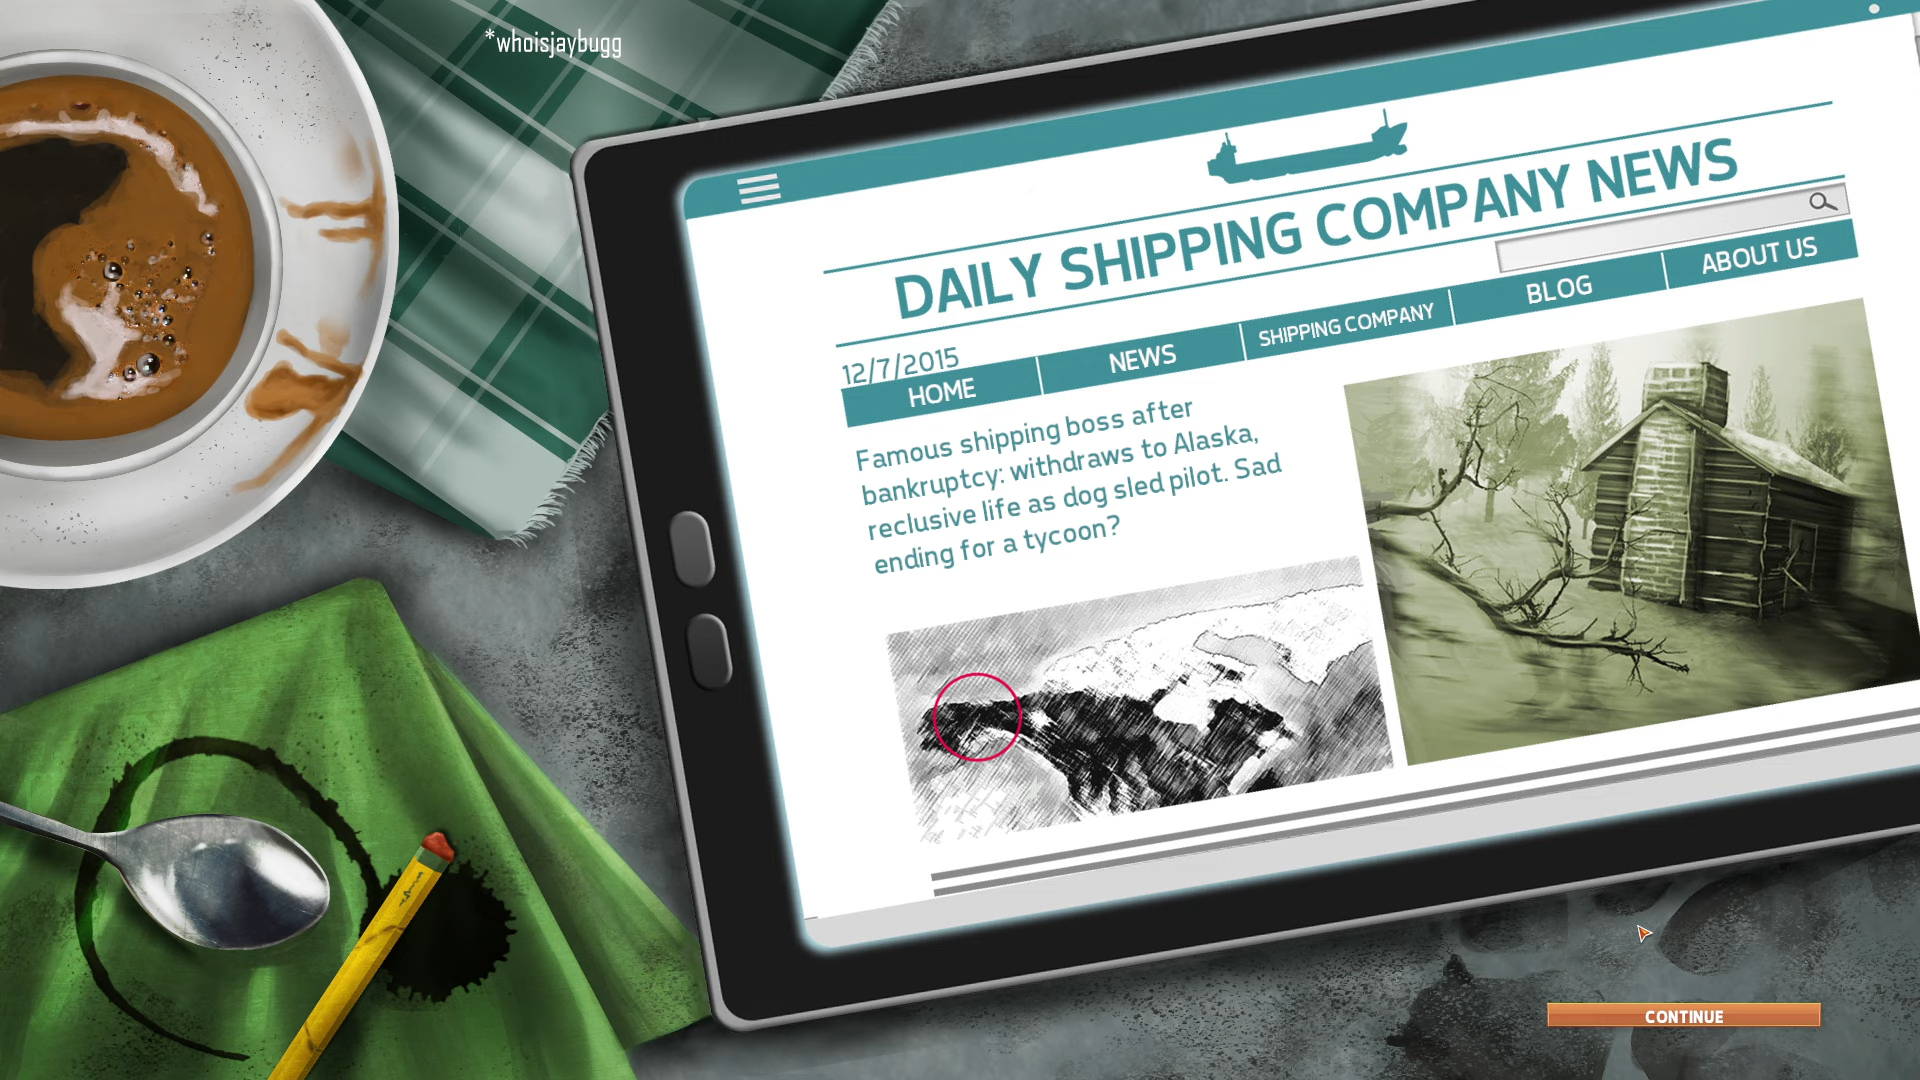 *whoisjaybugg
DAILY SHIPPING COMPANY NEWS
12/7/2015
HOME
NEWS
SHIPPING COMPANY
BLOG
ABOUT US
Famous shipping boss after
bankruptcy: withdraws to Alaska,
reclusive life as dog sled pilot. Sad
ending for a tycoon?
CONTINUE